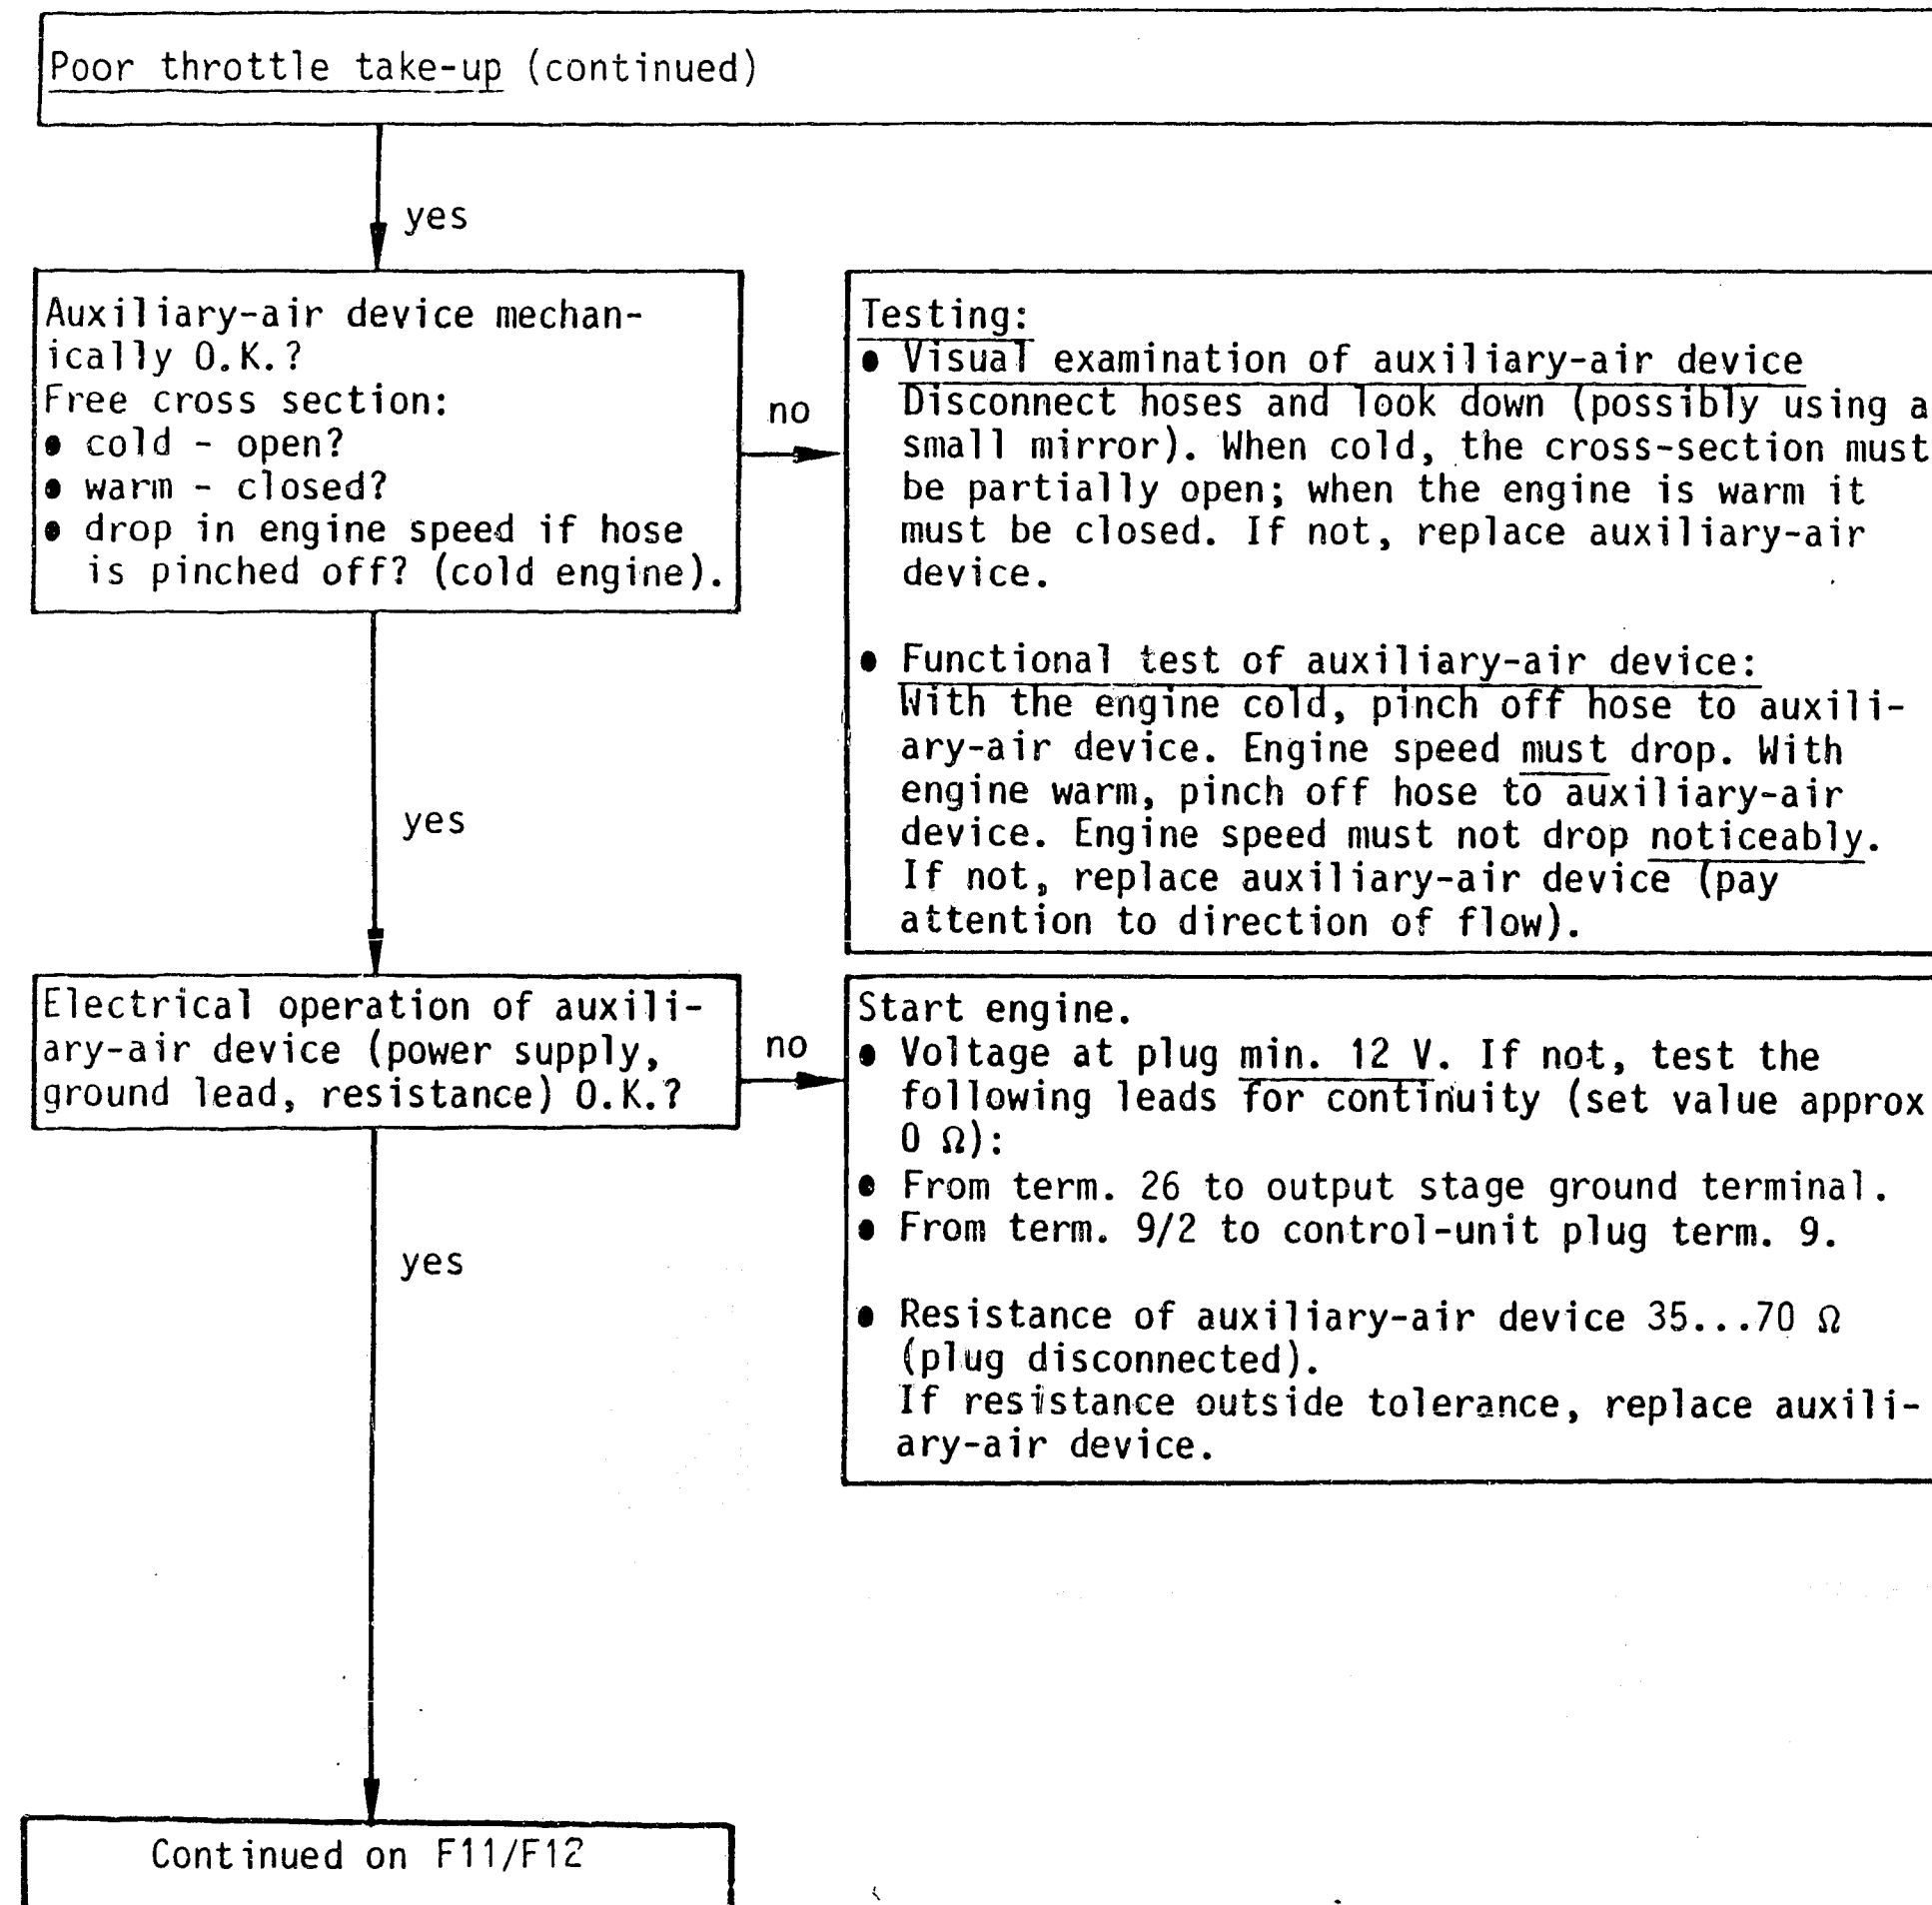 Poor throttle take-up (continued)
yes
Auxiliary-air device mechan-
ically O.K.?
Free cross section:
● cold - open?
● warm - closed?
● drop in engine speed if hose
is pinched off? (cold engine).
no
Testing:
● Visual examination of auxiliary-air device
Disconnect hoses and look down (possibly using a
small mirror). When cold, the cross-section must
be partially open; when the engine is warm it
must be closed. If not, replace auxiliary-air
device.
● Functional test of auxiliary-air device:
With the engine cold, pinch off hose to auxili-
ary-air device. Engine speed must drop. With
engine warm, pinch off hose to auxiliary-air
device. Engine speed must not drop noticeably.
If not, replace auxiliary-air device (pay
attention to direction of flow).
yes
Electrical operation of auxili-
ary-air device (power supply,
ground lead, resistance) O.K.?
no
Start engine.
● Voltage at plug min. 12 V. If not, test the
following leads for continuity (set value approx
0 Ω):
● From term. 26 to output stage ground terminal.
● From term. 9/2 to control-unit plug term. 9.
● Resistance of auxiliary-air device 35...70 Ω
(plug disconnected).
If resistance outside tolerance, replace auxili-
ary-air device.
yes
Continued on F11/F12